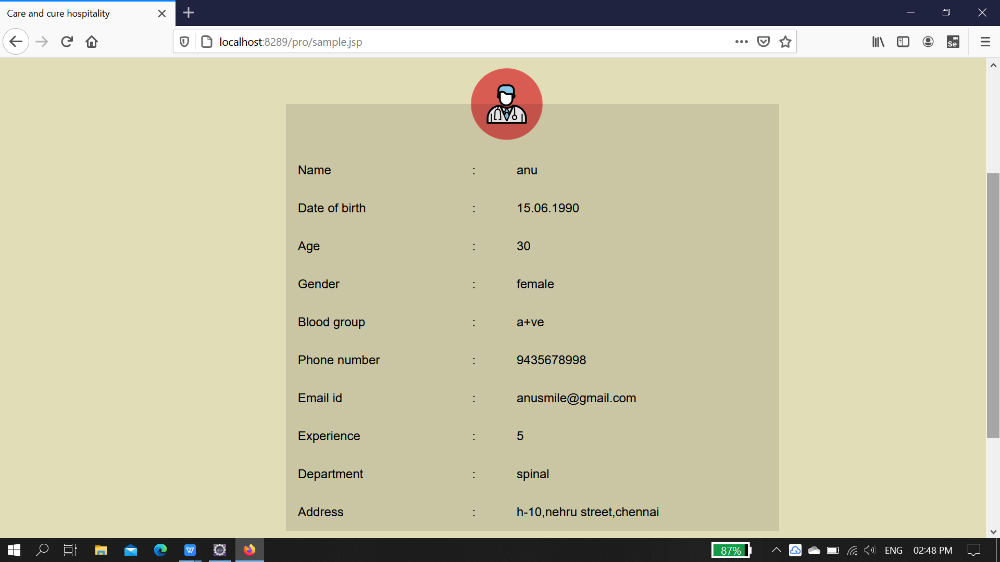 Care and cure hospitality
localhost:8289/pro/sample.jsp
Se
Name : anu
Date of birth : 15.06.1990
Age : 30
Gender : female
Blood group : a+ve
Phone number : 9435678998
Email id : anusmile@gmail.com
Experience : 5
Department : spinal
Address : h-10,nehru street,chennai
W
87% ENG 02:48 PM